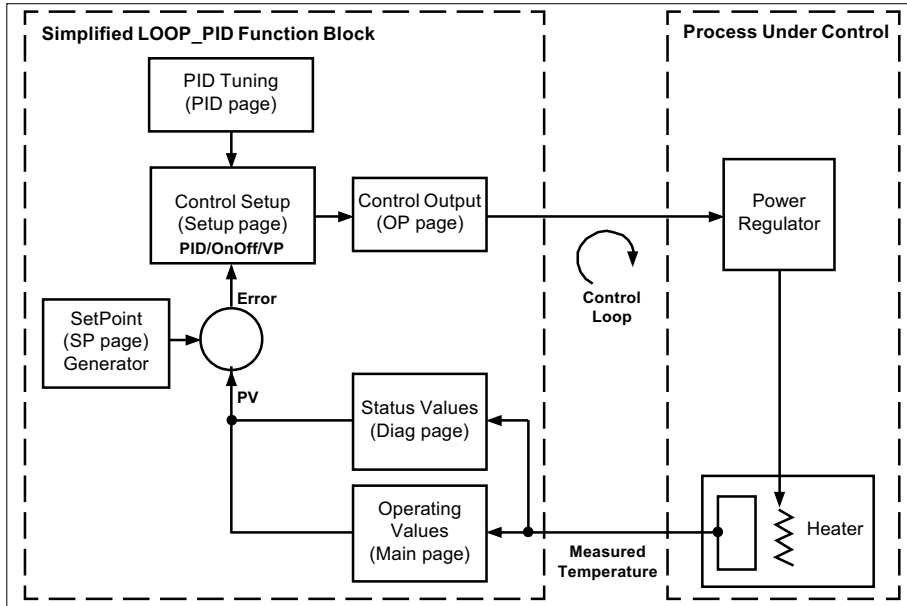 Simplified LOOP_PID Function Block
Process Under Control
PID Tuning
(PID page)
Control Setup
(Setup page)
PID/OnOff/VP
Control Output
(OP page)
Power
Regulator
Control
Loop
Error
SetPoint
(SP page)
Generator
PV
Status Values
(Diag page)
Operating
Values
(Main page)
Measured
Temperature
Heater